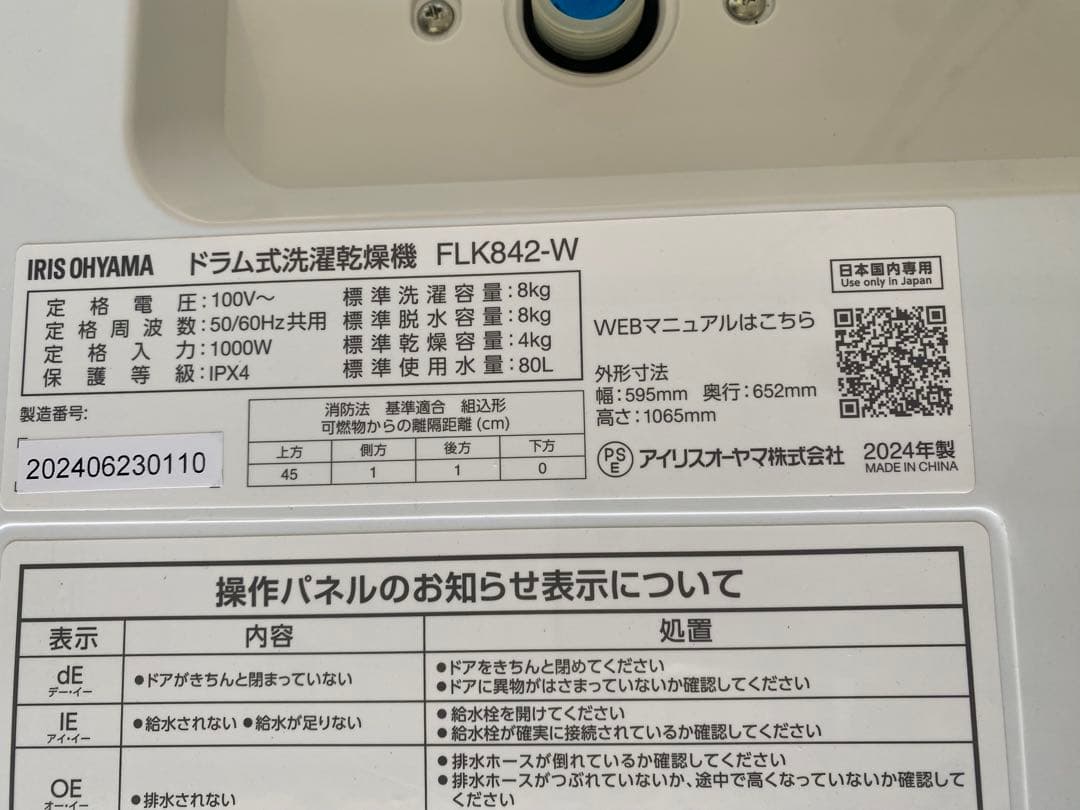 IRIS OHYAMA ドラム式洗濯乾燥機 FLK842-W
日本国内専用
Use only in Japan
定格電圧:100V〜 標準洗濯容量:8kg
定格周波数:50/60Hz共用 標準脱水容量:8kg
定格入力:1000W 標準乾燥容量:4kg
保護等級:IPX4 標準使用水量:80L
WEBマニュアルはこちら
外形寸法
幅:595mm 奥行:652mm
高さ:1065mm
製造番号:
202406230110
消防法 基準適合 組込形
可燃物からの離隔距離(cm)
上方 側方 後方 下方
45 1 1 0
PSE アイリスオーヤマ株式会社 2024年製
MADE IN CHINA
操作パネルのお知らせ表示について
表示 内容 処置
dE
デー・イー
●ドアがきちんと閉まっていない
●ドアをきちんと閉めてください
●ドアに異物がはさまっていないか確認してください
IE
アイ・イー
●給水されない ●給水が足りない
●給水栓を開けてください
●給水栓が確実に接続されているか確認してください
OE
オー・イー
●排水されない
●排水ホースが倒れているか確認してください
●排水ホースがつぶれていないか、途中で高くなっていないか確認して
ください